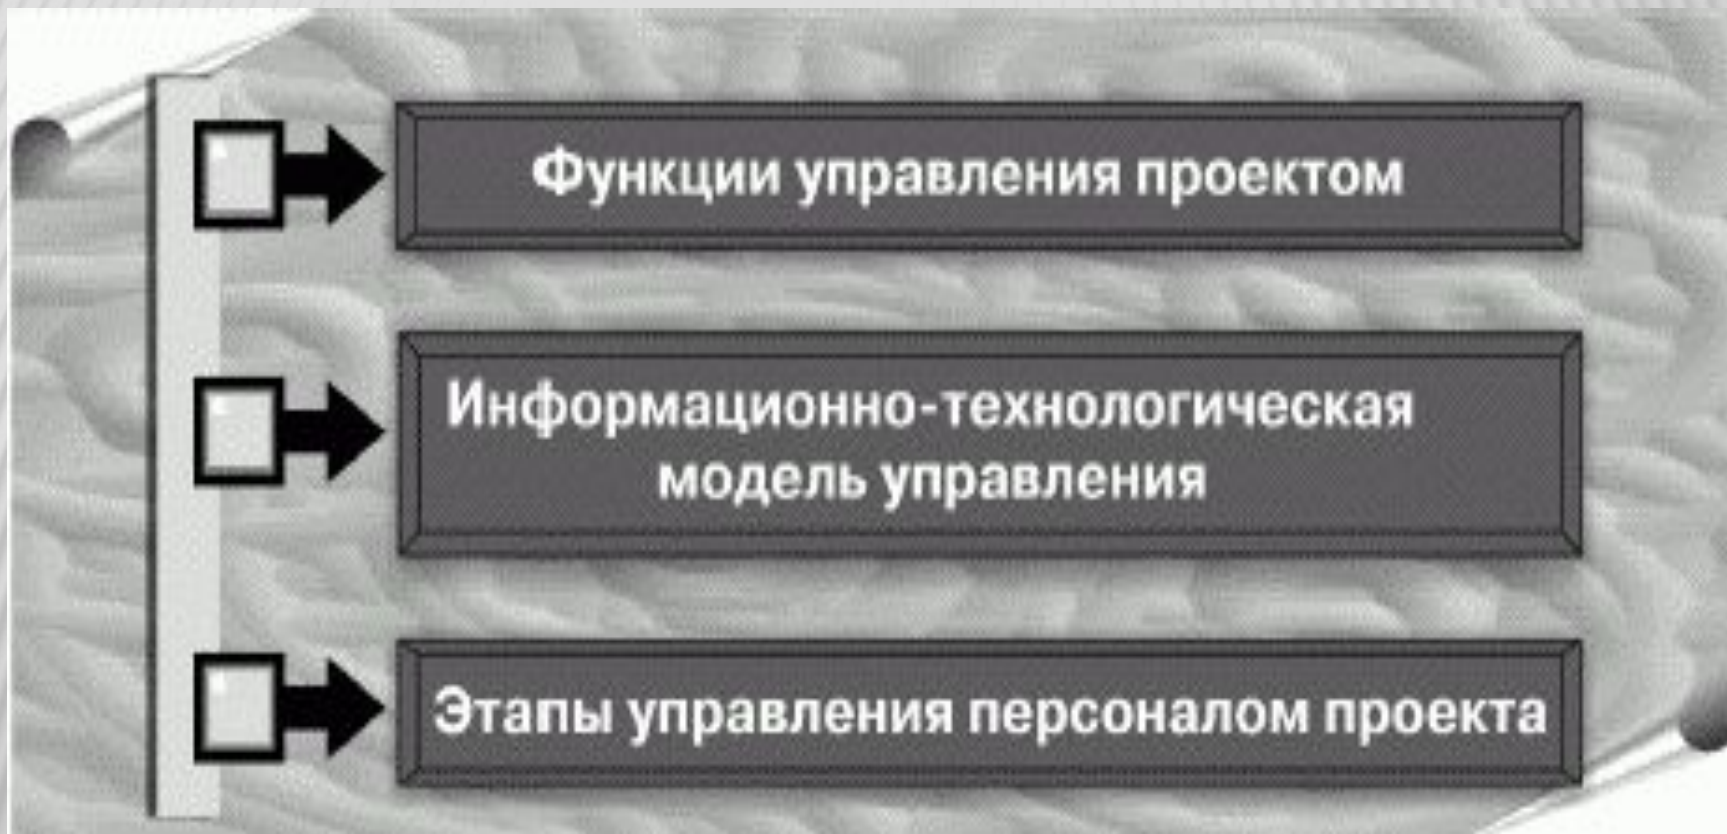 Функции управления проектом
Информационно-технологическая
модель управления
Этапы управления персоналом проекта